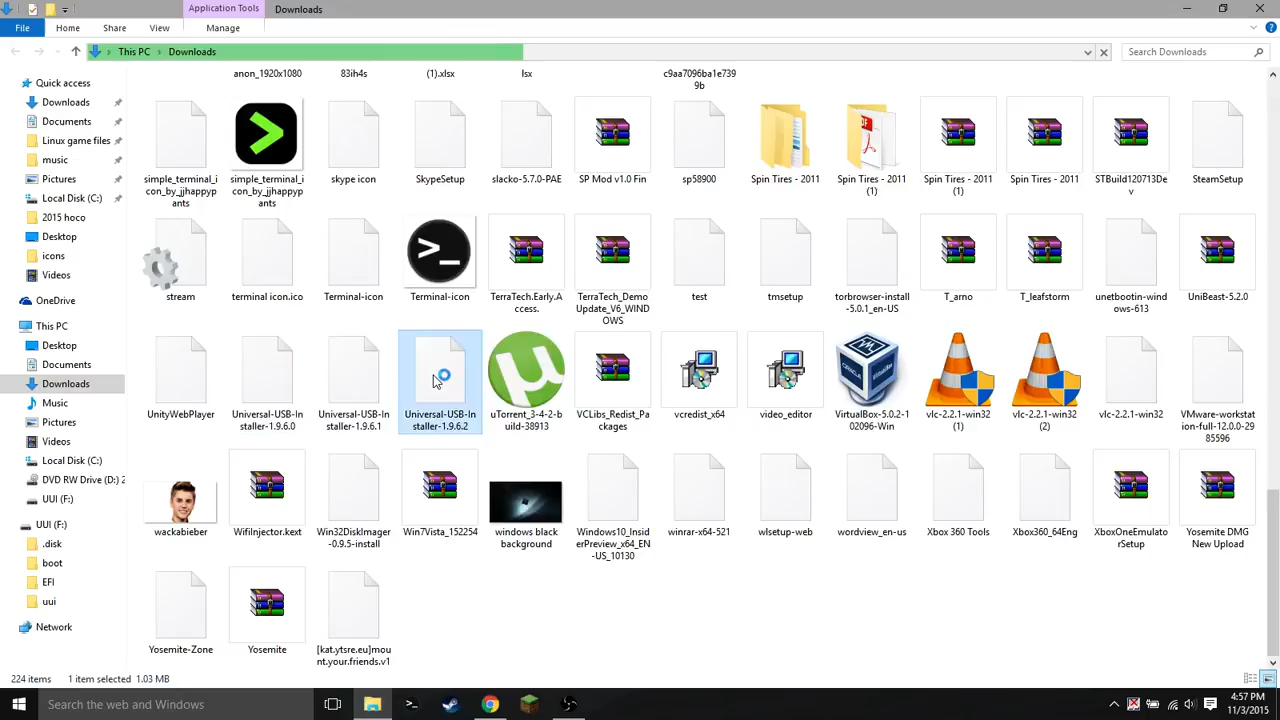 Application Tools
Downloads
File
Home
Share
View
Manage
This PC
Downloads
Search Downloads
Quick access
Downloads
Documents
Linux game files
music
Pictures
Local Disk (C:)
2015 hoco
Desktop
icons
Videos
OneDrive
This PC
Desktop
Documents
Downloads
Music
Pictures
Videos
Local Disk (C:)
DVD RW Drive (D:) 2
UUI (F:)
UUI (F:)
.disk
boot
EFI
uui
Network
anon_1920x1080
83ih4s
(1).xlsx
lsx
c9aa7096ba1e739
9b
simple_terminal_i
con_by_jjhappyp
ants
simple_terminal_i
con_by_jjhappyp
ants
skype icon
SkypeSetup
slacko-5.7.0-PAE
SP Mod v1.0 Fin
sp58900
Spin Tires - 2011
Spin Tires - 2011
(1)
Spin Tires - 2011
(1)
Spin Tires - 2011
STBuild120713De
v
SteamSetup
stream
terminal icon.ico
Terminal-icon
Terminal-icon
TerraTech.Early.A
ccess.
TerraTech_Demo
Update_V6_WIND
OWS
test
tmsetup
torbrowser-install
-5.0.1_en-US
T_arno
T_leafstorm
unetbootin-wind
ows-613
UniBeast-5.2.0
UnityWebPlayer
Universal-USB-In
staller-1.9.6.0
Universal-USB-In
staller-1.9.6.1
Universal-USB-In
staller-1.9.6.2
uTorrent_3-4-2-b
uild-38913
VCLibs_Redist_Pa
ckages
vcredist_x64
video_editor
VirtualBox-5.0.2-1
02096-Win
vlc-2.2.1-win32
(1)
vlc-2.2.1-win32
(2)
vlc-2.2.1-win32
VMware-workstat
ion-full-12.0.0-29
85596
wackabieber
WifiInjector.kext
Win32DiskImager
-0.9.5-install
Win7Vista_152254
windows black
background
Windows10_Insid
erPreview_x64_EN
-US_10130
winrar-x64-521
wlsetup-web
wordview_en-us
Xbox 360 Tools
Xbox360_64Eng
XboxOneEmulato
rSetup
Yosemite DMG
New Upload
Yosemite-Zone
Yosemite
[kat.ytsre.eu]mou
nt.your.friends.v1
224 items
1 item selected 1.03 MB
Search the web and Windows
4:57 PM
11/3/2015